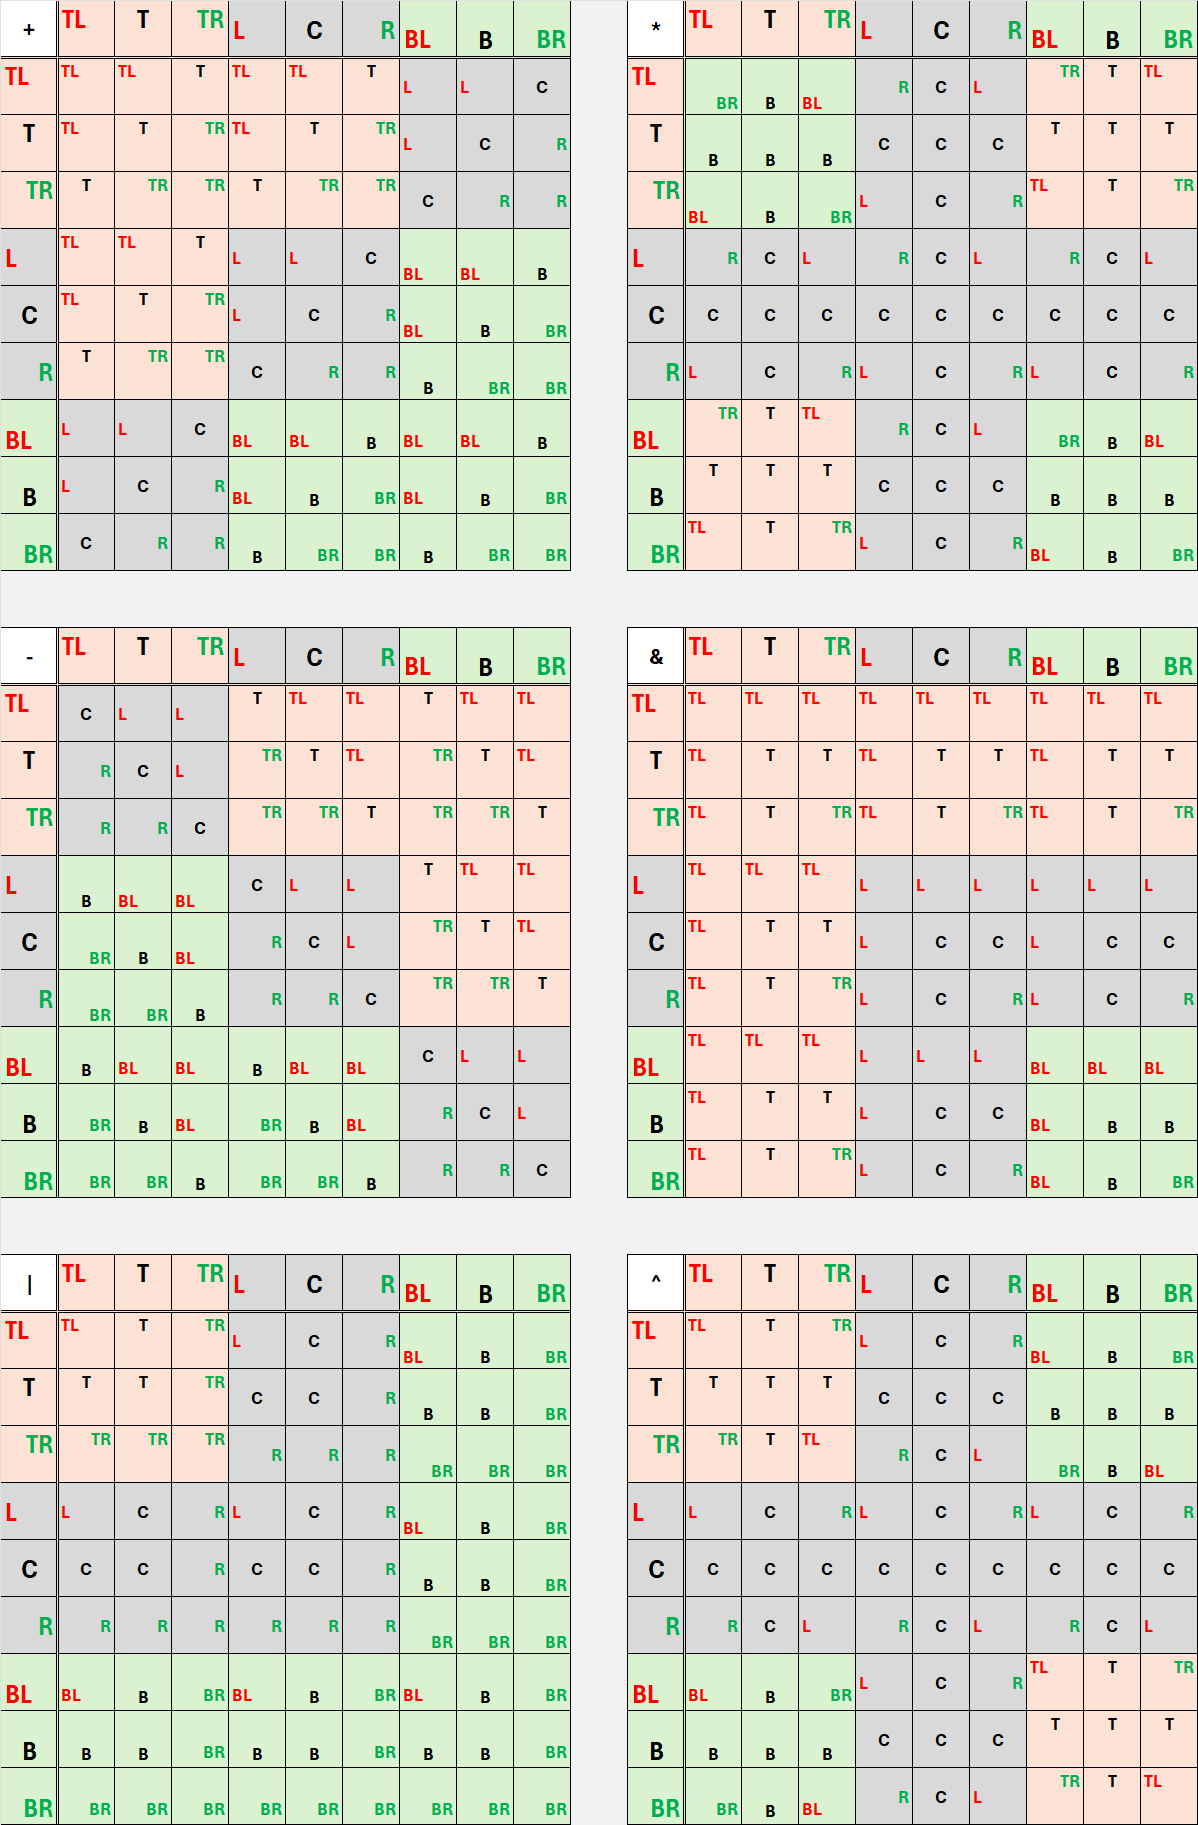 + TL T TR L C R BL B BR
TL TL TL T TL TL T L L C
T TL T TR TL T TR L C R
TR T TR TR T TR TR C R R
L TL TL T L L C BL BL B
C TL T TR L C R BL B BR
R T TR TR C R R B BR BR
BL L L C BL BL B BL BL B
B L C R BL B BR BL B BR
BR C R R B BR BR B BR BR
* TL T TR L C R BL B BR
TL BR B BL R C L TR T TL
T B B B C C C T T T
TR BL B BR L C R TL T TR
L R C L R C L R C L
C C C C C C C C C C
R L C R L C R L C R
BL TR T TL R C L BR B BL
B T T T C C C B B B
BR TL T TR L C R BL B BR
- TL T TR L C R BL B BR
TL C L L T TL TL T TL TL
T R C L TR T TL TR T TL
TR R R C TR TR T TR TR T
L B BL BL C L L T TL TL
C BR B BL R C L TR T TL
R BR BR B R R C TR TR T
BL B BL BL B BL BL C L L
B BR B BL BR B BL R C L
BR BR BR B BR BR B R R C
& TL T TR L C R BL B BR
TL TL TL TL TL TL TL TL TL TL
T TL T T TL T T TL T T
TR TL T TR TL T TR TL T TR
L TL TL TL L L L L L L
C TL T T L C C L C C
R TL T TR L C R L C R
BL TL TL TL L L L BL BL BL
B TL T T L C C BL B B
BR TL T TR L C R BL B BR
| TL T TR L C R BL B BR
TL TL T TR L C R BL B BR
T T T TR C C R B B BR
TR TR TR TR R R R BR BR BR
L L C R L C R BL B BR
C C C R C C R B B BR
R R R R R R R BR BR BR
BL BL B BR BL B BR BL B BR
B B B BR B B BR B B BR
BR BR BR BR BR BR BR BR BR BR
^ TL T TR L C R BL B BR
TL TL T TR L C R BL B BR
T T T T C C C B B B
TR TR T TL R C L BR B BL
L L C R L C R L C R
C C C C C C C C C C
R R C L R C L R C L
BL BL B BR L C R TL T TR
B B B B C C C T T T
BR BR B BL R C L TR T TL